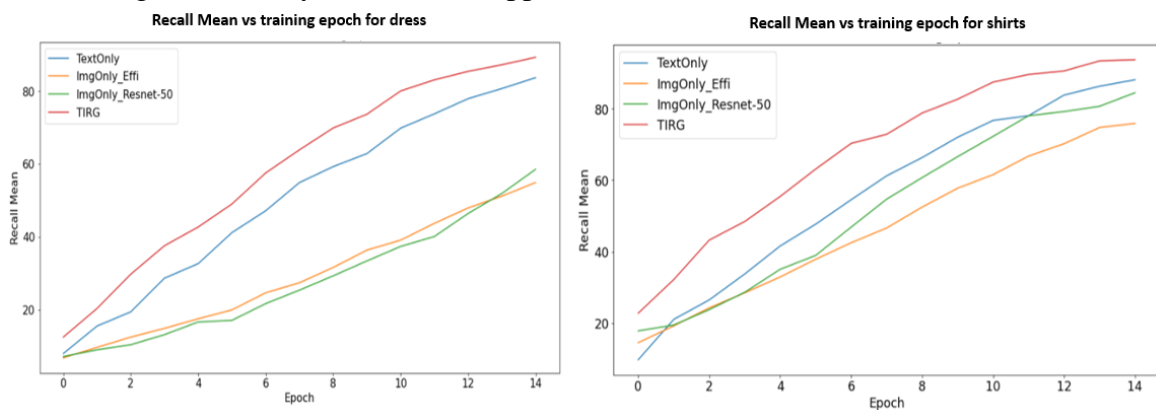 Recall Mean vs training epoch for dress
TextOnly
ImgOnly_Effi
ImgOnly_Resnet-50
TIRG
80
60
40
20
Recall Mean
0 2 4 6 8 10 12 14
Epoch
Recall Mean vs training epoch for shirts
TextOnly
ImgOnly_Effi
ImgOnly_Resnet-50
TIRG
80
60
40
20
Recall Mean
0 2 4 6 8 10 12 14
Epoch